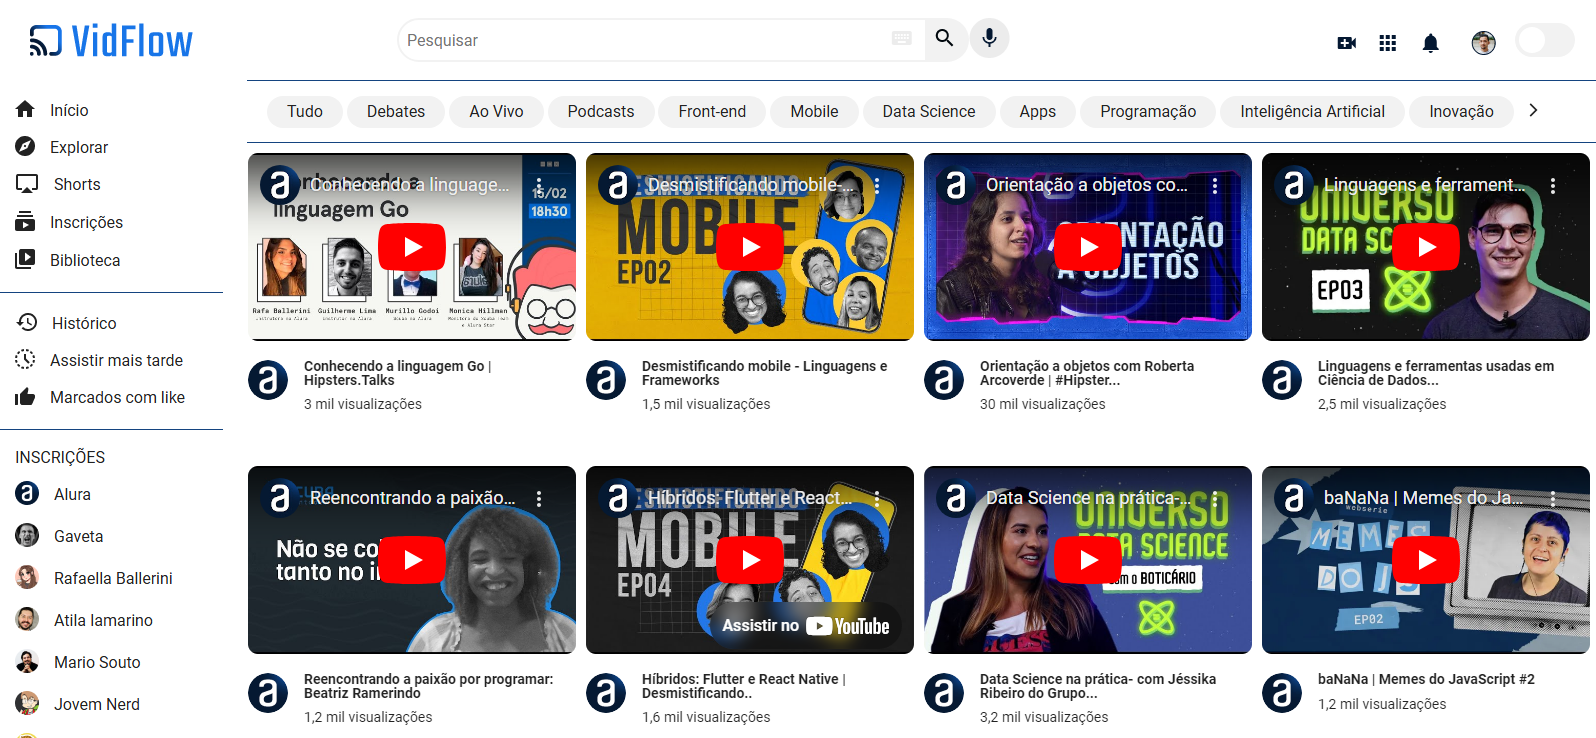 VidFlow
Pesquisar
Início
Explorar
Shorts
Inscrições
Biblioteca
Histórico
Assistir mais tarde
Marcados com like
INSCRIÇÕES
Alura
Gaveta
Rafaella Ballerini
Atila Iamarino
Mario Souto
Jovem Nerd
Tudo
Debates
Ao Vivo
Podcasts
Front-end
Mobile
Data Science
Apps
Programação
Inteligência Artificial
Inovação
Conhecendo a linguage...
linguagem Go
15/02
18h30
Rafa Ballerini
Guilherme Lima
Murillo Godoi
Monica Hillman
Desmistificando mobile-...
DESMISTIFICANDO
MOBILE
EP02
Orientação a objetos co...
ORIENTAÇÃO
A OBJETOS
Linguagens e ferrament...
UNIVERSO
DATA SC
EP03
Conhecendo a linguagem Go |
Hipsters.Talks
3 mil visualizações
Desmistificando mobile - Linguagens e
Frameworks
1,5 mil visualizações
Orientação a objetos com Roberta
Arcoverde | #Hipster...
30 mil visualizações
Linguagens e ferramentas usadas em
Ciência de Dados...
2,5 mil visualizações
Reencontrando a paixão...
Não se co
tanto no i
Híbridos: Flutter e React...
DESMISTIFICANDO
MOBILE
EP04
Assistir no YouTube
Data Science na prática-...
UNIVERSO
DATA SCIENCE
com o BOTICÁRIO
baNaNa | Memes do Ja...
webserie
MEMES
DO JS
EP02
Reencontrando a paixão por programar:
Beatriz Ramerindo
1,2 mil visualizações
Híbridos: Flutter e React Native |
Desmistificando..
1,6 mil visualizações
Data Science na prática- com Jéssika
Ribeiro do Grupo...
3,2 mil visualizações
baNaNa | Memes do JavaScript #2
1,2 mil visualizações